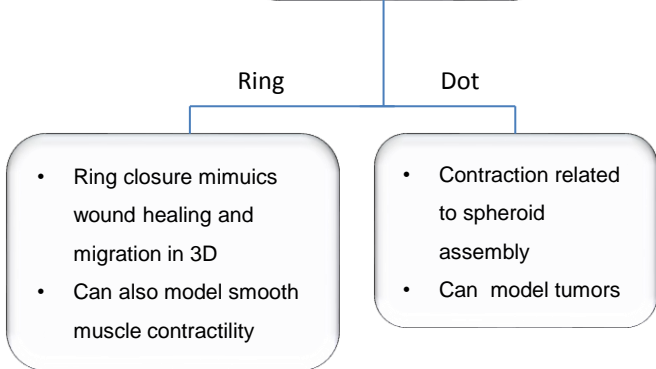 Ring
Dot
• Ring closure mimuics
wound healing and
migration in 3D
• Can also model smooth
muscle contractility
• Contraction related
to spheroid
assembly
• Can model tumors